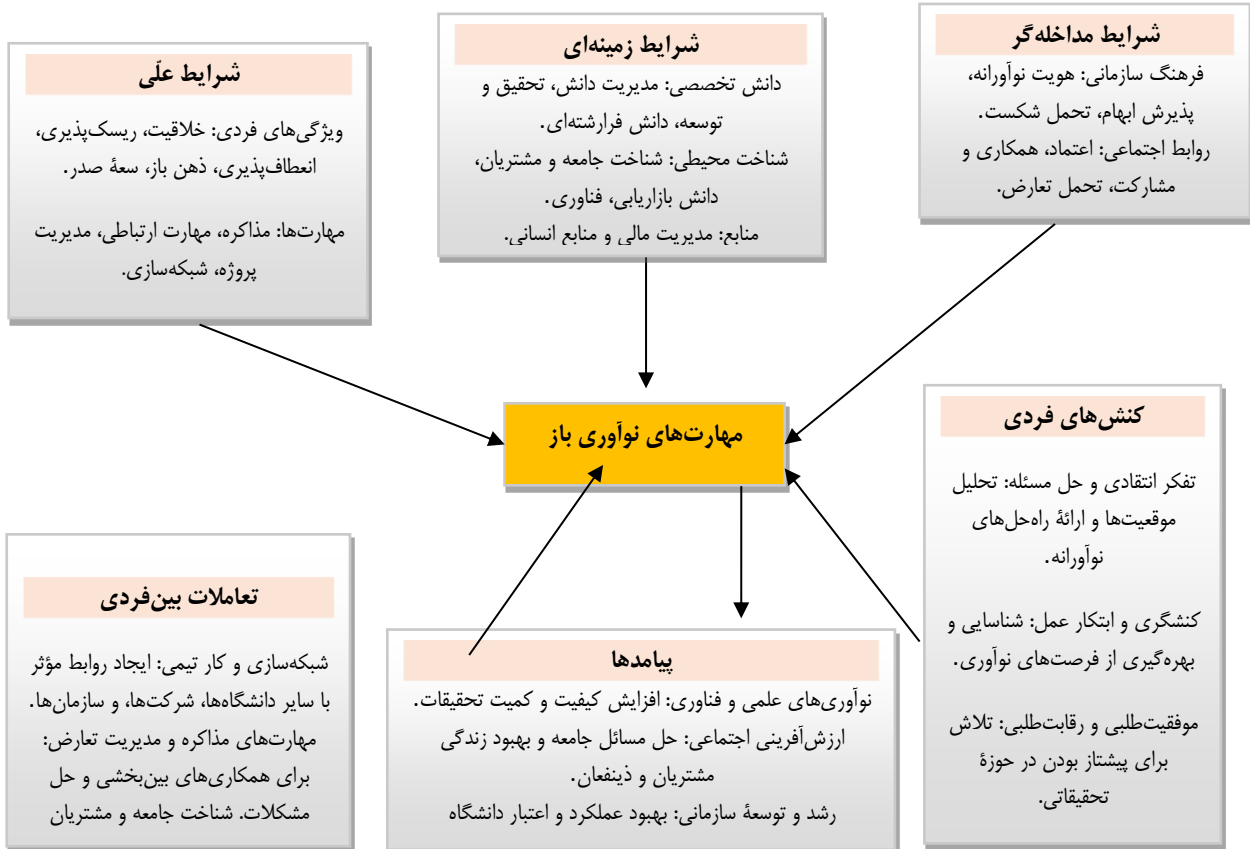 شرایط مداخله‌گر
فرهنگ سازمانی: هویت نوآورانه،
پذیرش ابهام، تحمل شکست.
روابط اجتماعی: اعتماد، همکاری و
مشارکت، تحمل تعارض.
شرایط زمینه‌ای
دانش تخصصی: مدیریت دانش، تحقیق و
توسعه، دانش فرارشته‌ای.
شناخت محیطی: شناخت جامعه و مشتریان،
دانش بازاریابی، فناوری.
منابع: مدیریت مالی و منابع انسانی.
شرایط علّی
ویژگی‌های فردی: خلاقیت، ریسک‌پذیری،
انعطاف‌پذیری، ذهن باز، سعۀ صدر.
مهارت‌ها: مذاکره، مهارت ارتباطی، مدیریت
پروژه، شبکه‌سازی.
مهارت‌های نوآوری باز
کنش‌های فردی
تفکر انتقادی و حل مسئله: تحلیل
موقعیت‌ها و ارائۀ راه‌حل‌های
نوآورانه.
کنشگری و ابتکار عمل: شناسایی و
بهره‌گیری از فرصت‌های نوآوری.
موفقیت‌طلبی و رقابت‌طلبی: تلاش
برای پیشتاز بودن در حوزۀ
تحقیقاتی.
پیامدها
نوآوری‌های علمی و فناوری: افزایش کیفیت و کمیت تحقیقات.
ارزش‌آفرینی اجتماعی: حل مسائل جامعه و بهبود زندگی
مشتریان و ذینفعان.
رشد و توسعۀ سازمانی: بهبود عملکرد و اعتبار دانشگاه
تعاملات بین‌فردی
شبکه‌سازی و کار تیمی: ایجاد روابط مؤثر
با سایر دانشگاه‌ها، شرکت‌ها، و سازمان‌ها.
مهارت‌های مذاکره و مدیریت تعارض:
برای همکاری‌های بین‌بخشی و حل
مشکلات. شناخت جامعه و مشتریان